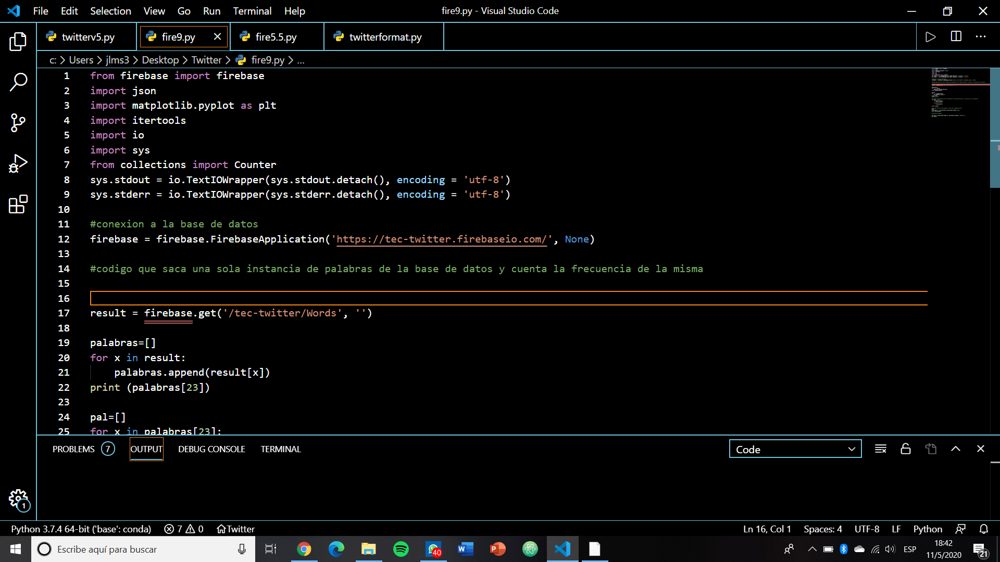 File Edit Selection View Go Run Terminal Help
fire9.py - Visual Studio Code
twitterv5.py fire9.py fire5.5.py twitterformat.py
c: > Users > jlms3 > Desktop > Twitter > fire9.py > ...
1 from firebase import firebase
2 import json
3 import matplotlib.pyplot as plt
4 import itertools
5 import io
6 import sys
7 from collections import Counter
8 sys.stdout = io.TextIOWrapper(sys.stdout.detach(), encoding = 'utf-8')
9 sys.stderr = io.TextIOWrapper(sys.stderr.detach(), encoding = 'utf-8')
10
11 #conexion a la base de datos
12 firebase = firebase.FirebaseApplication('https://tec-twitter.firebaseio.com/', None)
13
14 #codigo que saca una sola instancia de palabras de la base de datos y cuenta la frecuencia de la misma
15
16
17 result = firebase.get('/tec-twitter/Words', '')
18
19 palabras=[]
20 for x in result:
21 palabras.append(result[x])
22 print (palabras[23])
23
24 pal=[]
25 for x in palabras[23]:
PROBLEMS 7 OUTPUT DEBUG CONSOLE TERMINAL
Code
1
Python 3.7.4 64-bit ('base': conda) 7 0 Twitter
Ln 16, Col 1 Spaces: 4 UTF-8 LF Python
Escribe aquí para buscar
40
ESP
18:42
11/5/2020
21